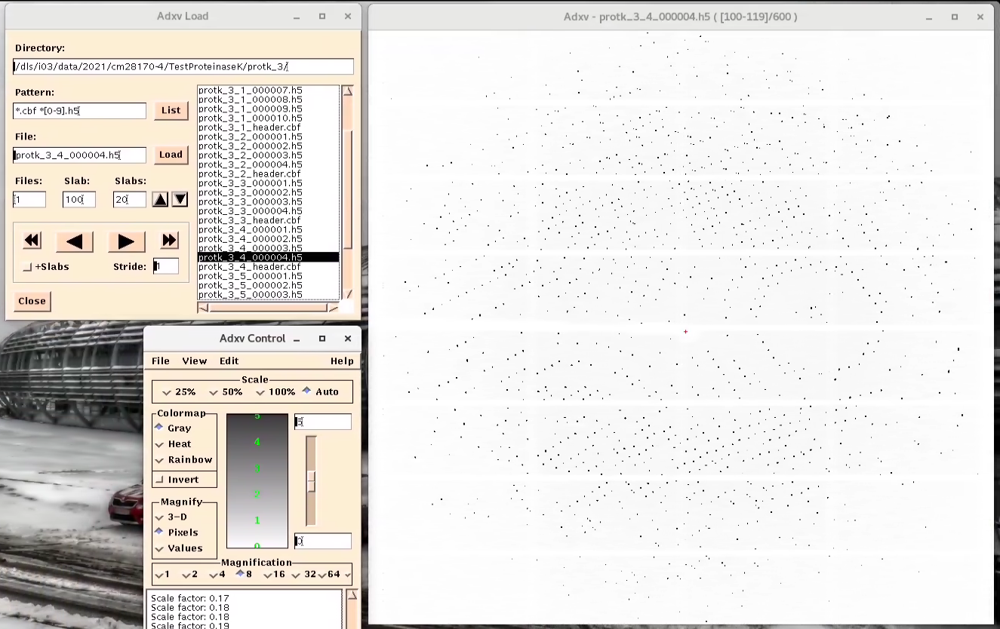 Adxv Load
Directory:
/dls/i03/data/2021/cm28170-4/TestProteinaseK/protk_3/
Pattern:
*.cbf *[0-9].h5
List
File:
protk_3_4_000004.h5
Load
Files: Slab: Slabs:
1 100 20
+Slabs Stride: 1
Close
protk_3_1_000007.h5
protk_3_1_000008.h5
protk_3_1_000009.h5
protk_3_1_000010.h5
protk_3_1_header.cbf
protk_3_2_000001.h5
protk_3_2_000002.h5
protk_3_2_000003.h5
protk_3_2_000004.h5
protk_3_2_header.cbf
protk_3_3_000001.h5
protk_3_3_000002.h5
protk_3_3_000003.h5
protk_3_3_000004.h5
protk_3_3_header.cbf
protk_3_4_000001.h5
protk_3_4_000002.h5
protk_3_4_000003.h5
protk_3_4_000004.h5
protk_3_4_header.cbf
protk_3_5_000001.h5
protk_3_5_000002.h5
protk_3_5_000003.h5
Adxv - protk_3_4_000004.h5 ( [100-119]/600 )
Adxv Control
File View Edit Help
Scale
25% 50% 100% Auto
Colormap
Gray
Heat
Rainbow
Invert
Magnify
3-D
Pixels
Values
5
4
3
2
1
0
5
0
Magnification
1 2 4 8 16 32 64
Scale factor: 0.17
Scale factor: 0.18
Scale factor: 0.18
Scale factor: 0.19